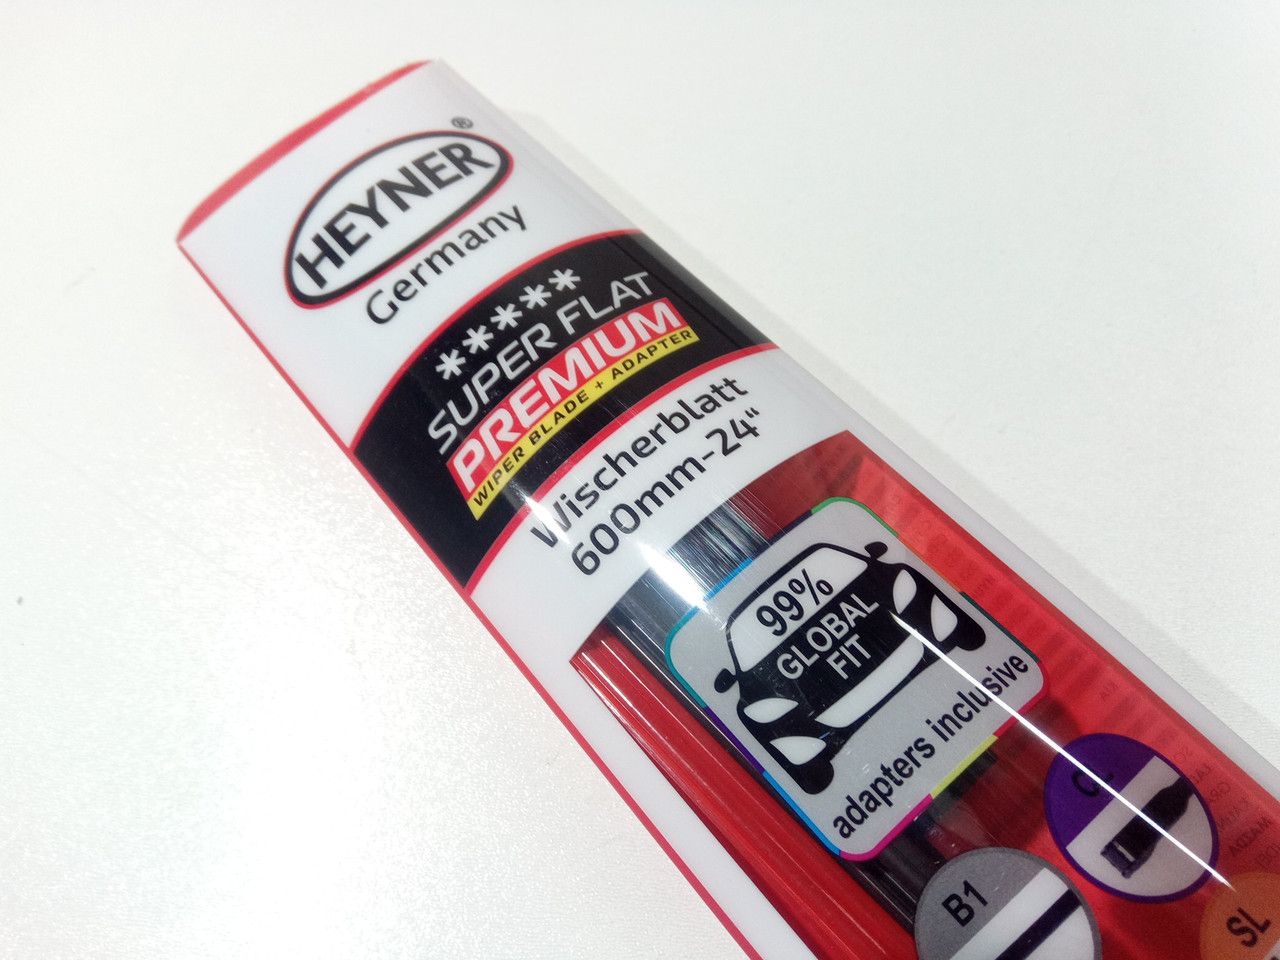 HEYNER®
Germany
*****
SUPER FLAT
PREMIUM
WIPER BLADE + ADAPTER
Wischerblatt
600mm-24“
99%
GLOBAL
FIT
adapters inclusive
B1
SL